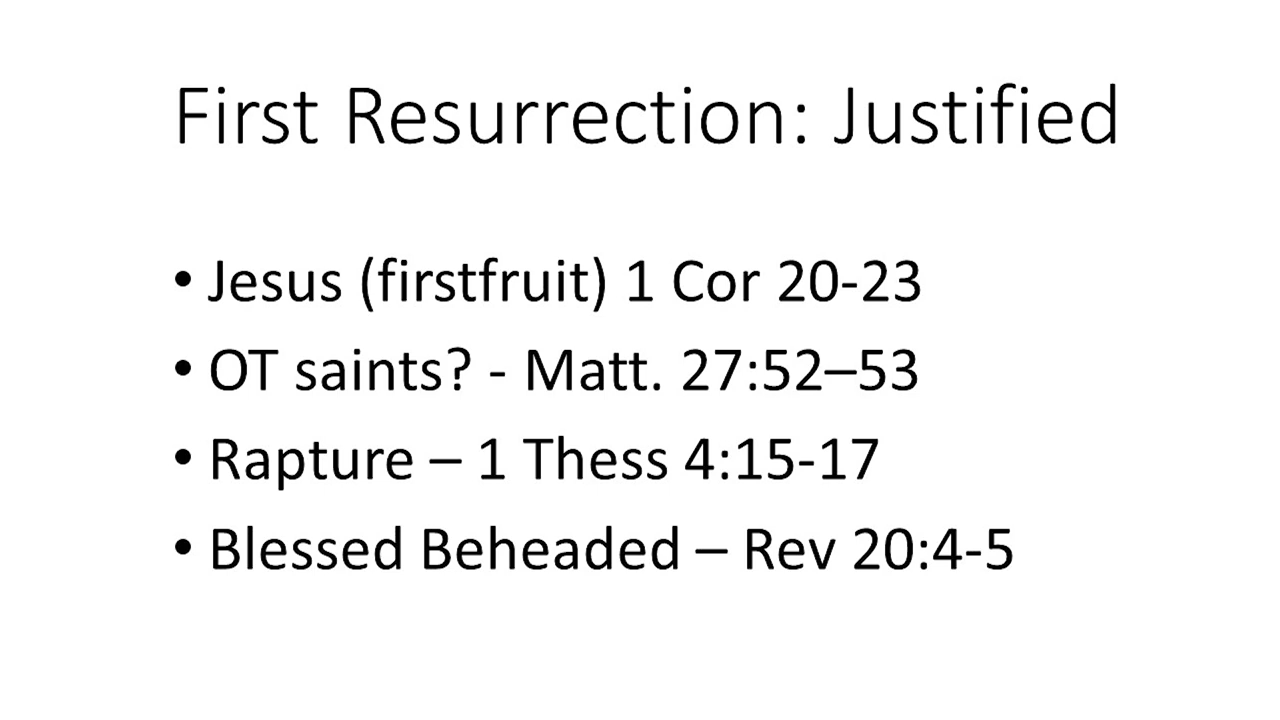 First Resurrection: Justified
• Jesus (firstfruit) 1 Cor 20-23
• OT saints? - Matt. 27:52–53
• Rapture – 1 Thess 4:15-17
• Blessed Beheaded – Rev 20:4-5